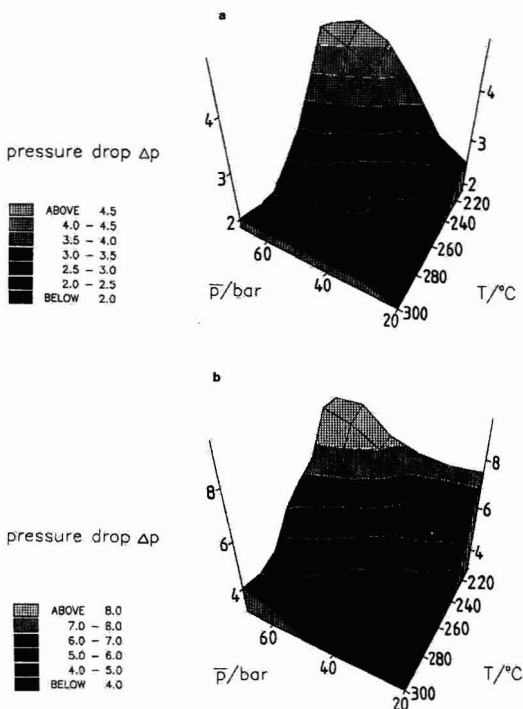 a
pressure drop Δp
ABOVE 4.5
4.0 – 4.5
3.5 – 4.0
3.0 – 3.5
2.5 – 3.0
2.0 – 2.5
BELOW 2.0
4
3
2
60
40
20
p̅/bar
4
3
2
220
240
260
280
300
T/°C
b
pressure drop Δp
ABOVE 8.0
7.0 – 8.0
6.0 – 7.0
5.0 – 6.0
4.0 – 5.0
BELOW 4.0
8
6
4
60
40
20
p̅/bar
8
6
4
220
240
260
280
300
T/°C